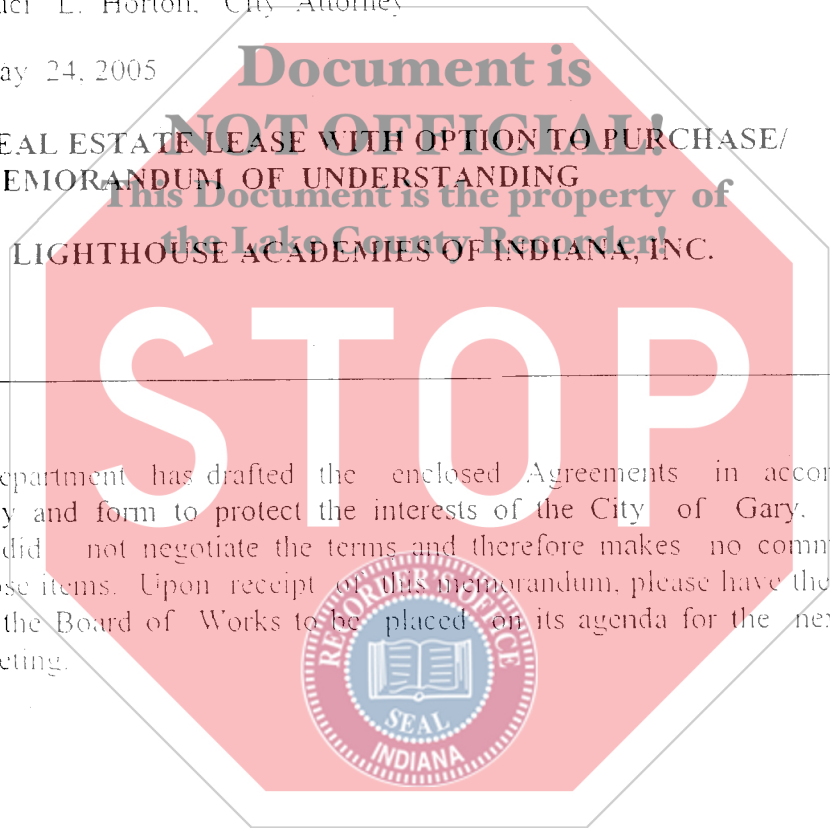 L. Horton, City Attorney
ay 24, 2005
Document is
NOT OFFICIAL!
EAL ESTATE LEASE WITH OPTION TO PURCHASE/
EMORANDUM OF UNDERSTANDING
This Document is the property of
the Lake County Recorder!
LIGHTHOUSE ACADEMIES OF INDIANA, INC.
STOP
epartment has drafted the enclosed Agreements in accor
y and form to protect the interests of the City of Gary.
did not negotiate the terms and therefore makes no comm
ose items. Upon receipt of this memorandum, please have the
the Board of Works to be placed on its agenda for the nex
eting.
RECORDER'S OFFICE
SEAL
INDIANA